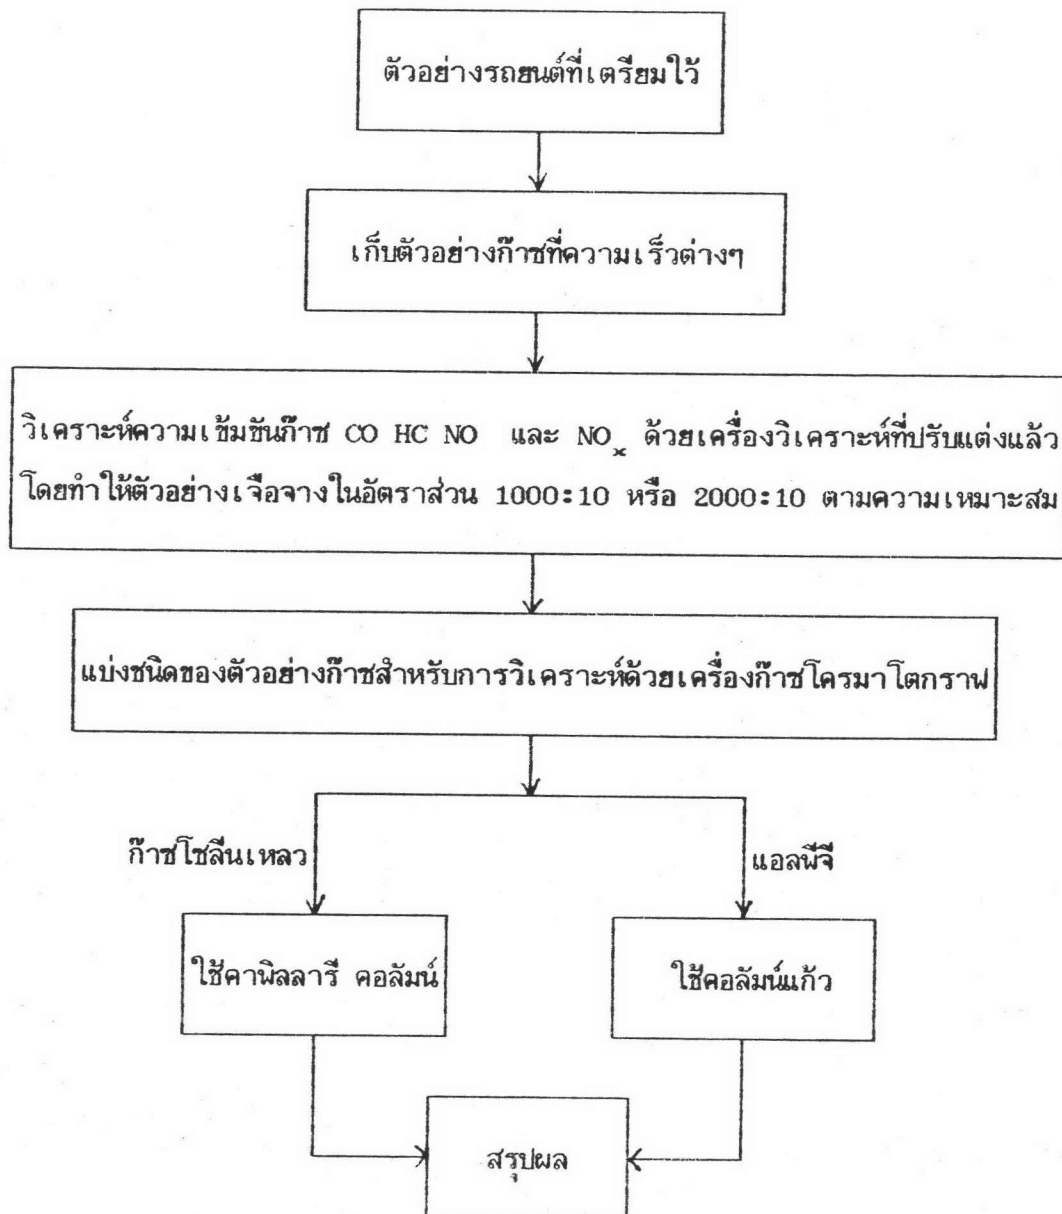 ตัวอย่างรถยนต์ที่เตรียมไว้
เก็บตัวอย่างก๊าซที่ความเร็วต่างๆ
วิเคราะห์ความเข้มข้นก๊าซ CO HC NO และ NOₓ ด้วยเครื่องวิเคราะห์ที่ปรับแต่งแล้ว
โดยทำให้ตัวอย่างเจือจางในอัตราส่วน 1000:10 หรือ 2000:10 ตามความเหมาะสม
แบ่งชนิดของตัวอย่างก๊าซสำหรับการวิเคราะห์ด้วยเครื่องก๊าซโครมาโตกราฟ
ก๊าซโซลีนเหลว
แอลพีจี
ใช้คาพิลลารี คอลัมน์
ใช้คอลัมน์แก้ว
สรุปผล